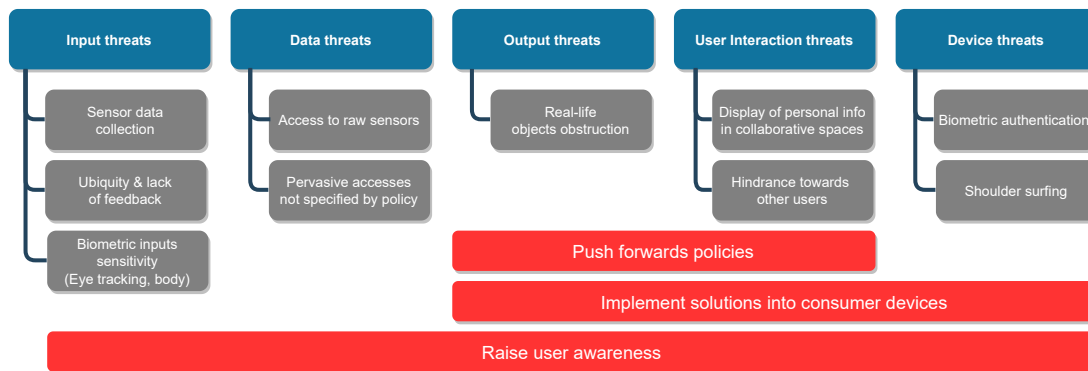 Input threats
Data threats
Output threats
User Interaction threats
Device threats
Sensor data
collection
Access to raw sensors
Real-life
objects obstruction
Display of personal info
in collaborative spaces
Biometric authentication
Ubiquity & lack
of feedback
Pervasive accesses
not specified by policy
Hindrance towards
other users
Shoulder surfing
Biometric inputs
sensitivity
(Eye tracking, body)
Push forwards policies
Implement solutions into consumer devices
Raise user awareness